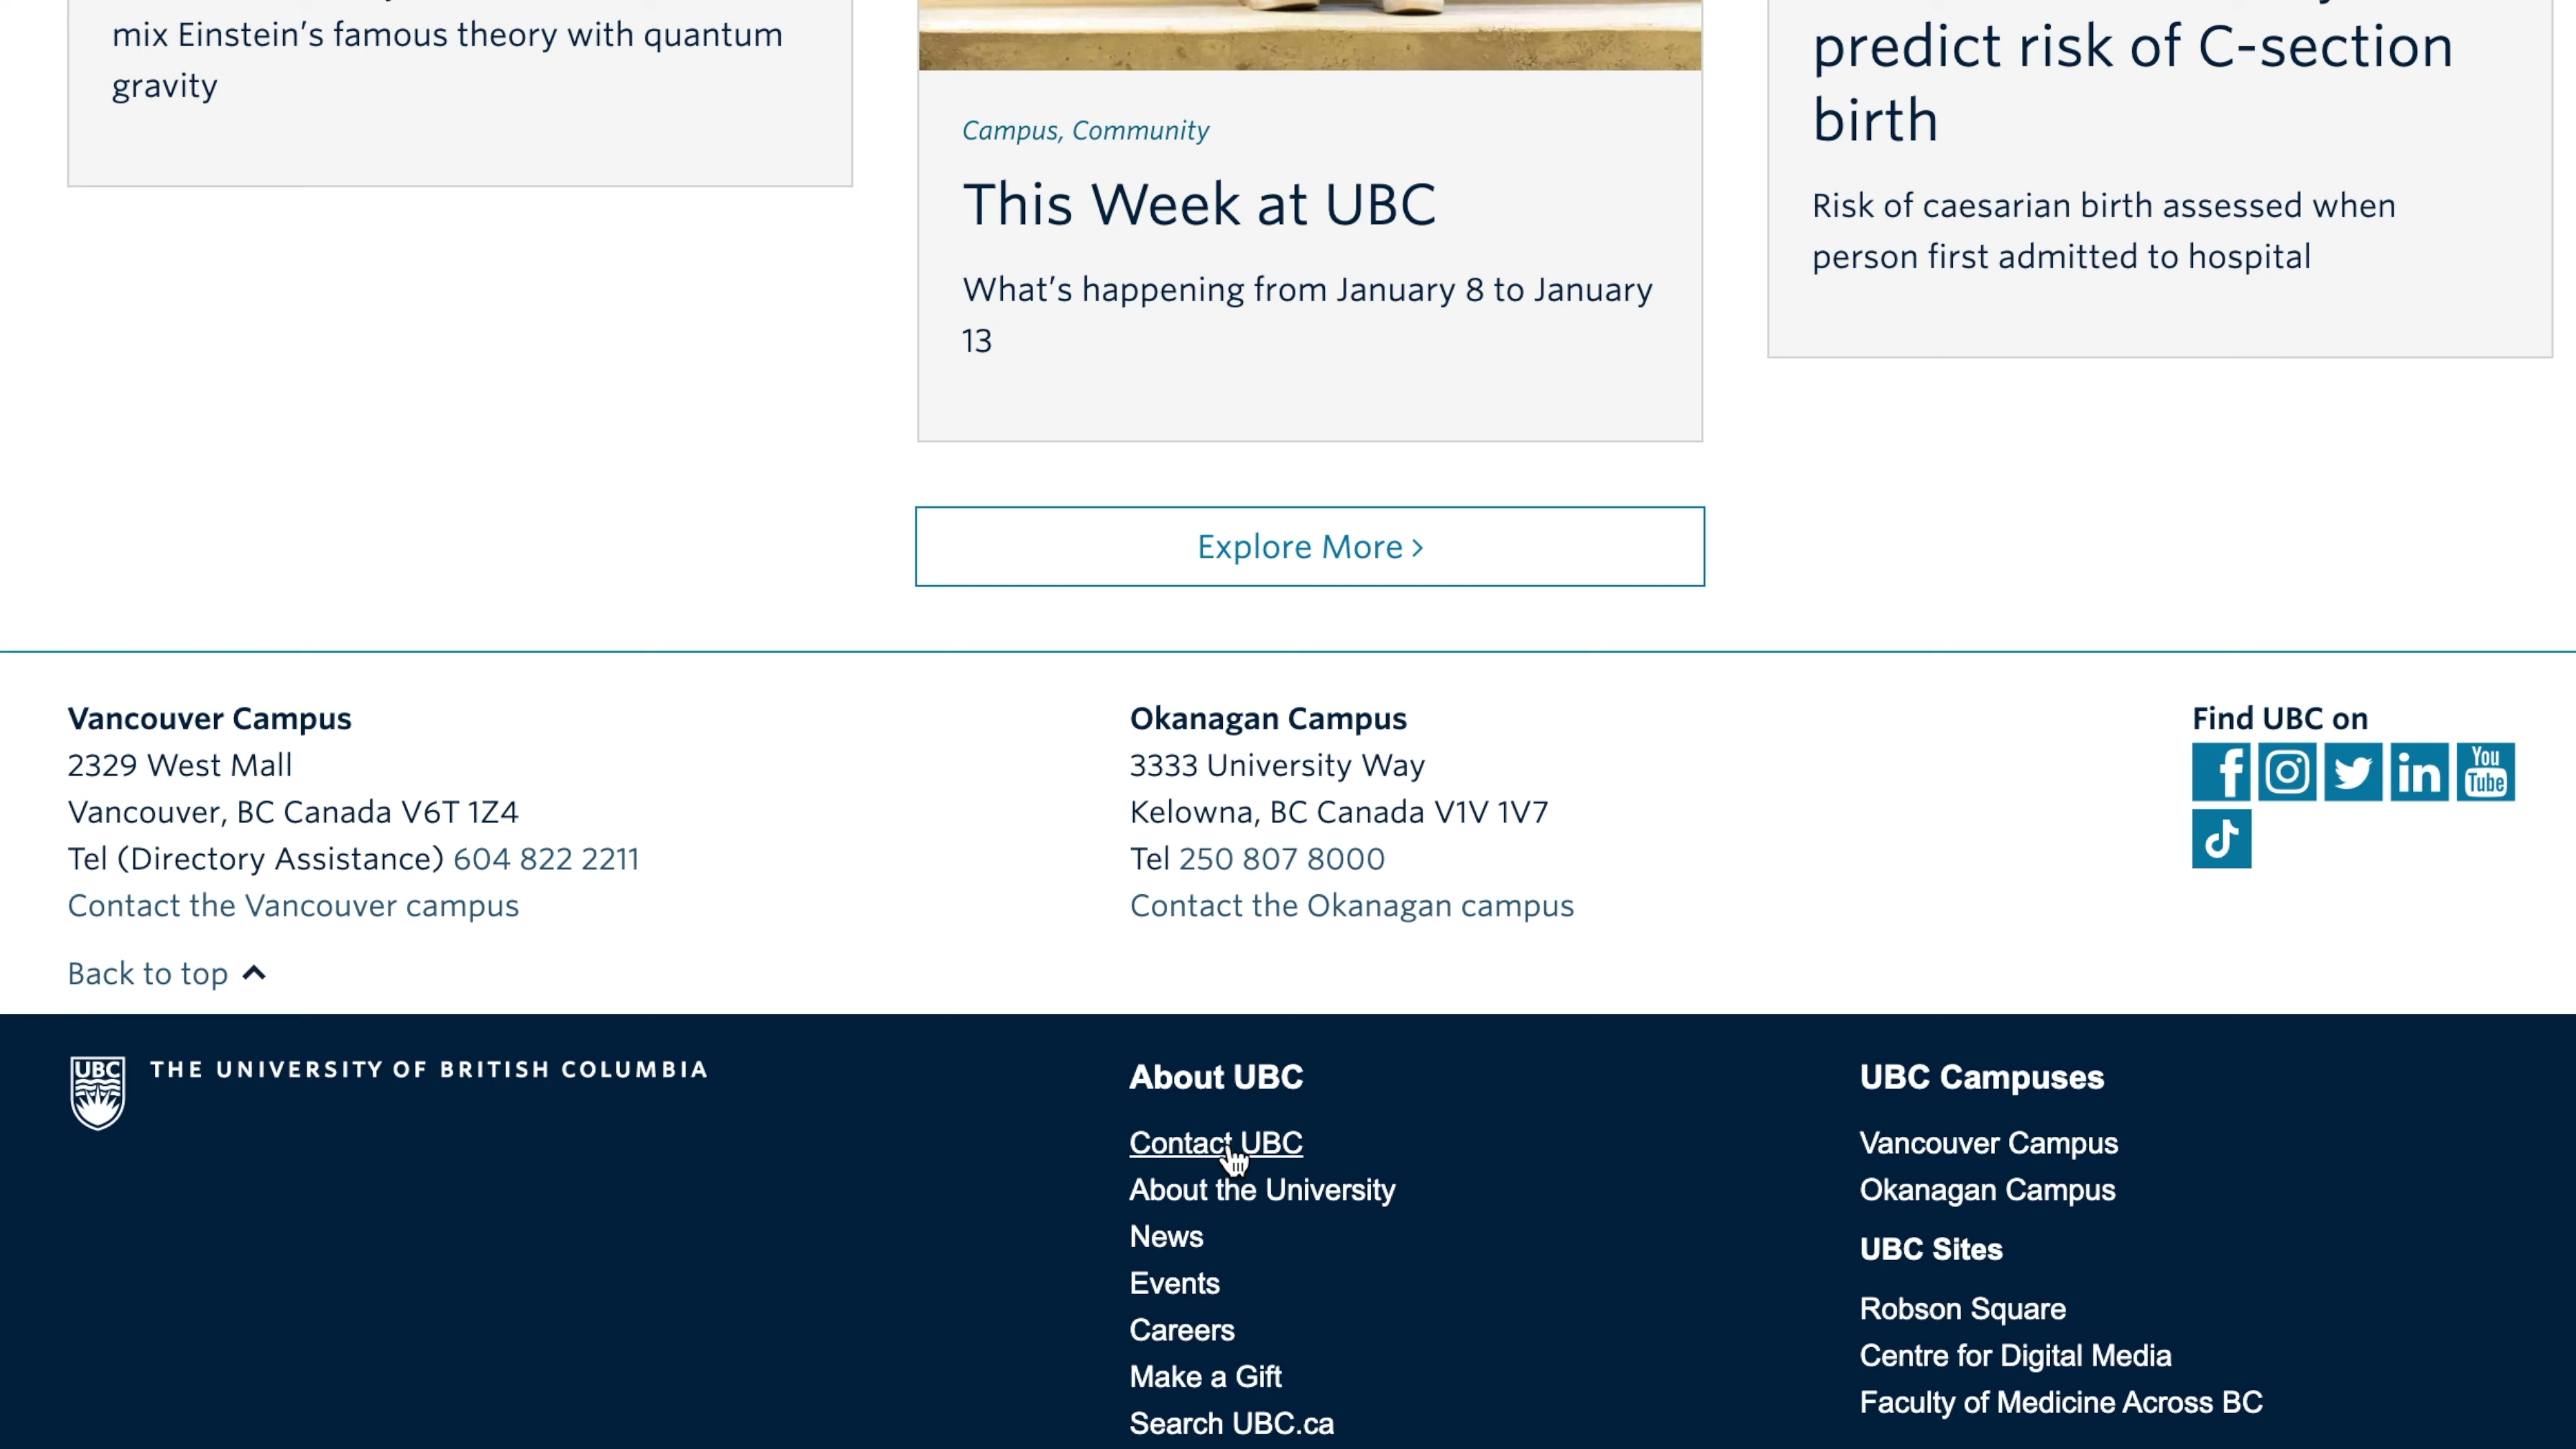 mix Einstein's famous theory with quantum
gravity
Campus, Community
This Week at UBC
What's happening from January 8 to January
13
predict risk of C-section
birth
Risk of caesarian birth assessed when
person first admitted to hospital
Explore More >
Vancouver Campus
2329 West Mall
Vancouver, BC Canada V6T 1Z4
Tel (Directory Assistance) 604 822 2211
Contact the Vancouver campus
Back to top
Okanagan Campus
3333 University Way
Kelowna, BC Canada V1V 1V7
Tel 250 807 8000
Contact the Okanagan campus
Find UBC on
You
Tube
UBC
THE UNIVERSITY OF BRITISH COLUMBIA
About UBC
Contact UBC
About the University
News
Events
Careers
Make a Gift
Search UBC.ca
UBC Campuses
Vancouver Campus
Okanagan Campus
UBC Sites
Robson Square
Centre for Digital Media
Faculty of Medicine Across BC